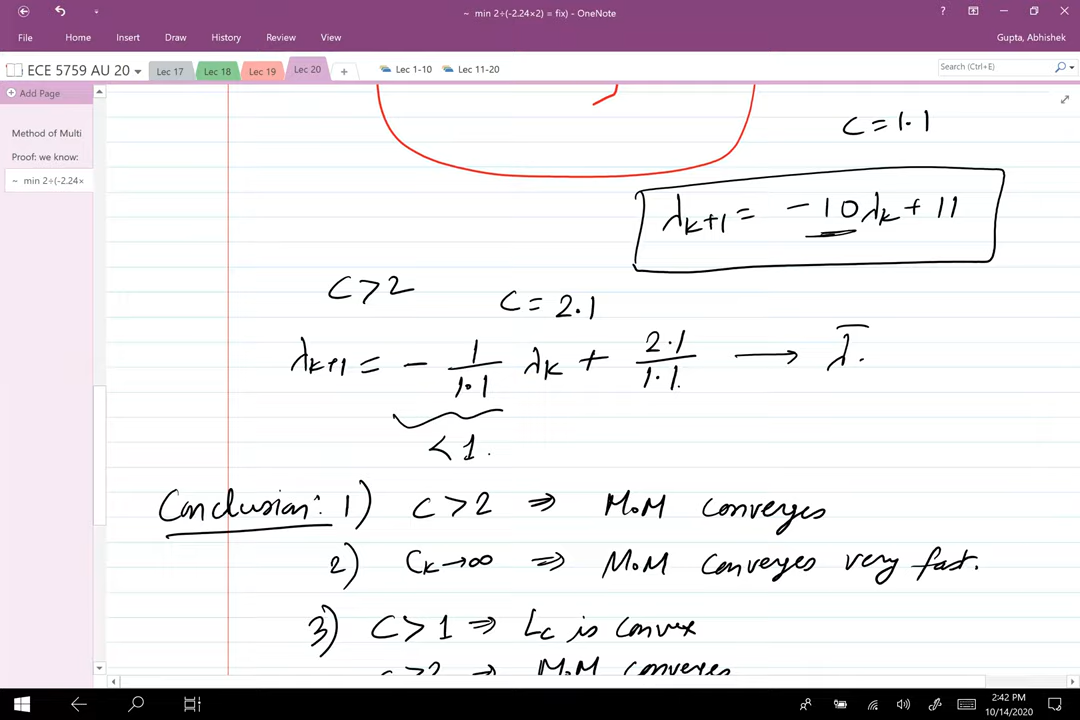 ~ min 2÷(-2.24×2) = fix) - OneNote
File Home Insert Draw History Review View
Gupta, Abhishek
ECE 5759 AU 20 Lec 17 Lec 18 Lec 19 Lec 20 + Lec 1-10 Lec 11-20
Search (Ctrl+E)
Add Page
Method of Multi
Proof: we know:
~ min 2÷(-2.24×
C = 1.1
λk+1 = -10λk + 11
C > 2 C = 2.1
λk+1 = - 1/1.1 λk + 2.1/1.1 → λ̄.
< 1.
Conclusion: 1) C > 2 ⇒ MoM converges
2) Ck→∞ ⇒ MoM converges very fast.
3) C > 1 ⇒ Lc is convex
C > 2 ⇒ MoM converges
2:42 PM
10/14/2020